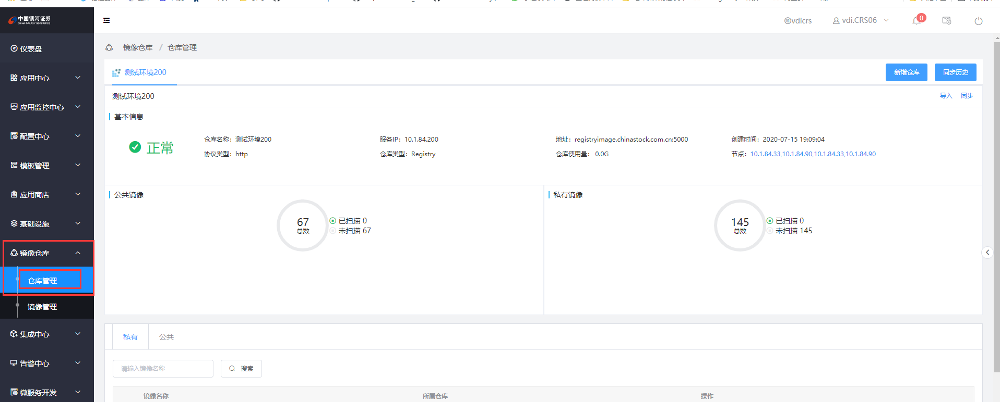 中国银河证券
CHINA GALAXY SECURITIES
vdicrs
vdi.CRS06
0
仪表盘
应用中心
应用监控中心
配置中心
模板管理
应用商店
基础设施
镜像仓库
仓库管理
镜像管理
集成中心
告警中心
微服务开发
镜像仓库 / 仓库管理
测试环境200
新增仓库
同步历史
测试环境200
导入 同步
基本信息
正常
仓库名称：测试环境200
服务IP：10.1.84.200
地址：registryimage.chinastock.com.cn:5000
创建时间：2020-07-15 19:09:04
协议类型：http
仓库类型：Registry
仓库使用量： 0.0G
节点：10.1.84.33,10.1.84.90,10.1.84.33,10.1.84.90
公共镜像
67
总数
已扫描 0
未扫描 67
私有镜像
145
总数
已扫描 0
未扫描 145
私有
公共
请输入镜像名称
搜索
镜像名称
所属仓库
操作